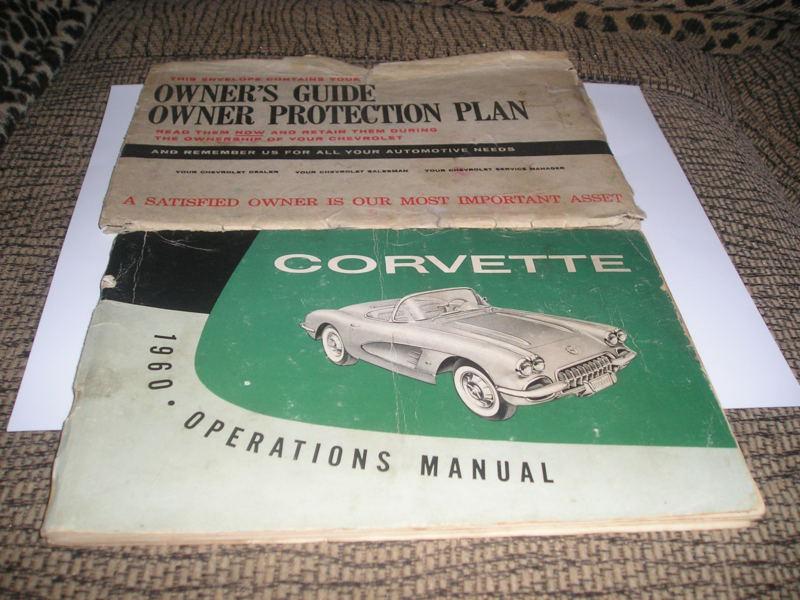 THIS ENVELOPE CONTAINS YOUR
OWNER'S GUIDE
OWNER PROTECTION PLAN
READ THEM NOW AND RETAIN THEM DURING
THE OWNERSHIP OF YOUR CHEVROLET
AND REMEMBER US FOR ALL YOUR AUTOMOTIVE NEEDS
YOUR CHEVROLET DEALER YOUR CHEVROLET SALESMAN YOUR CHEVROLET SERVICE MANAGER
A SATISFIED OWNER IS OUR MOST IMPORTANT ASSET
CORVETTE
1960 • OPERATIONS MANUAL